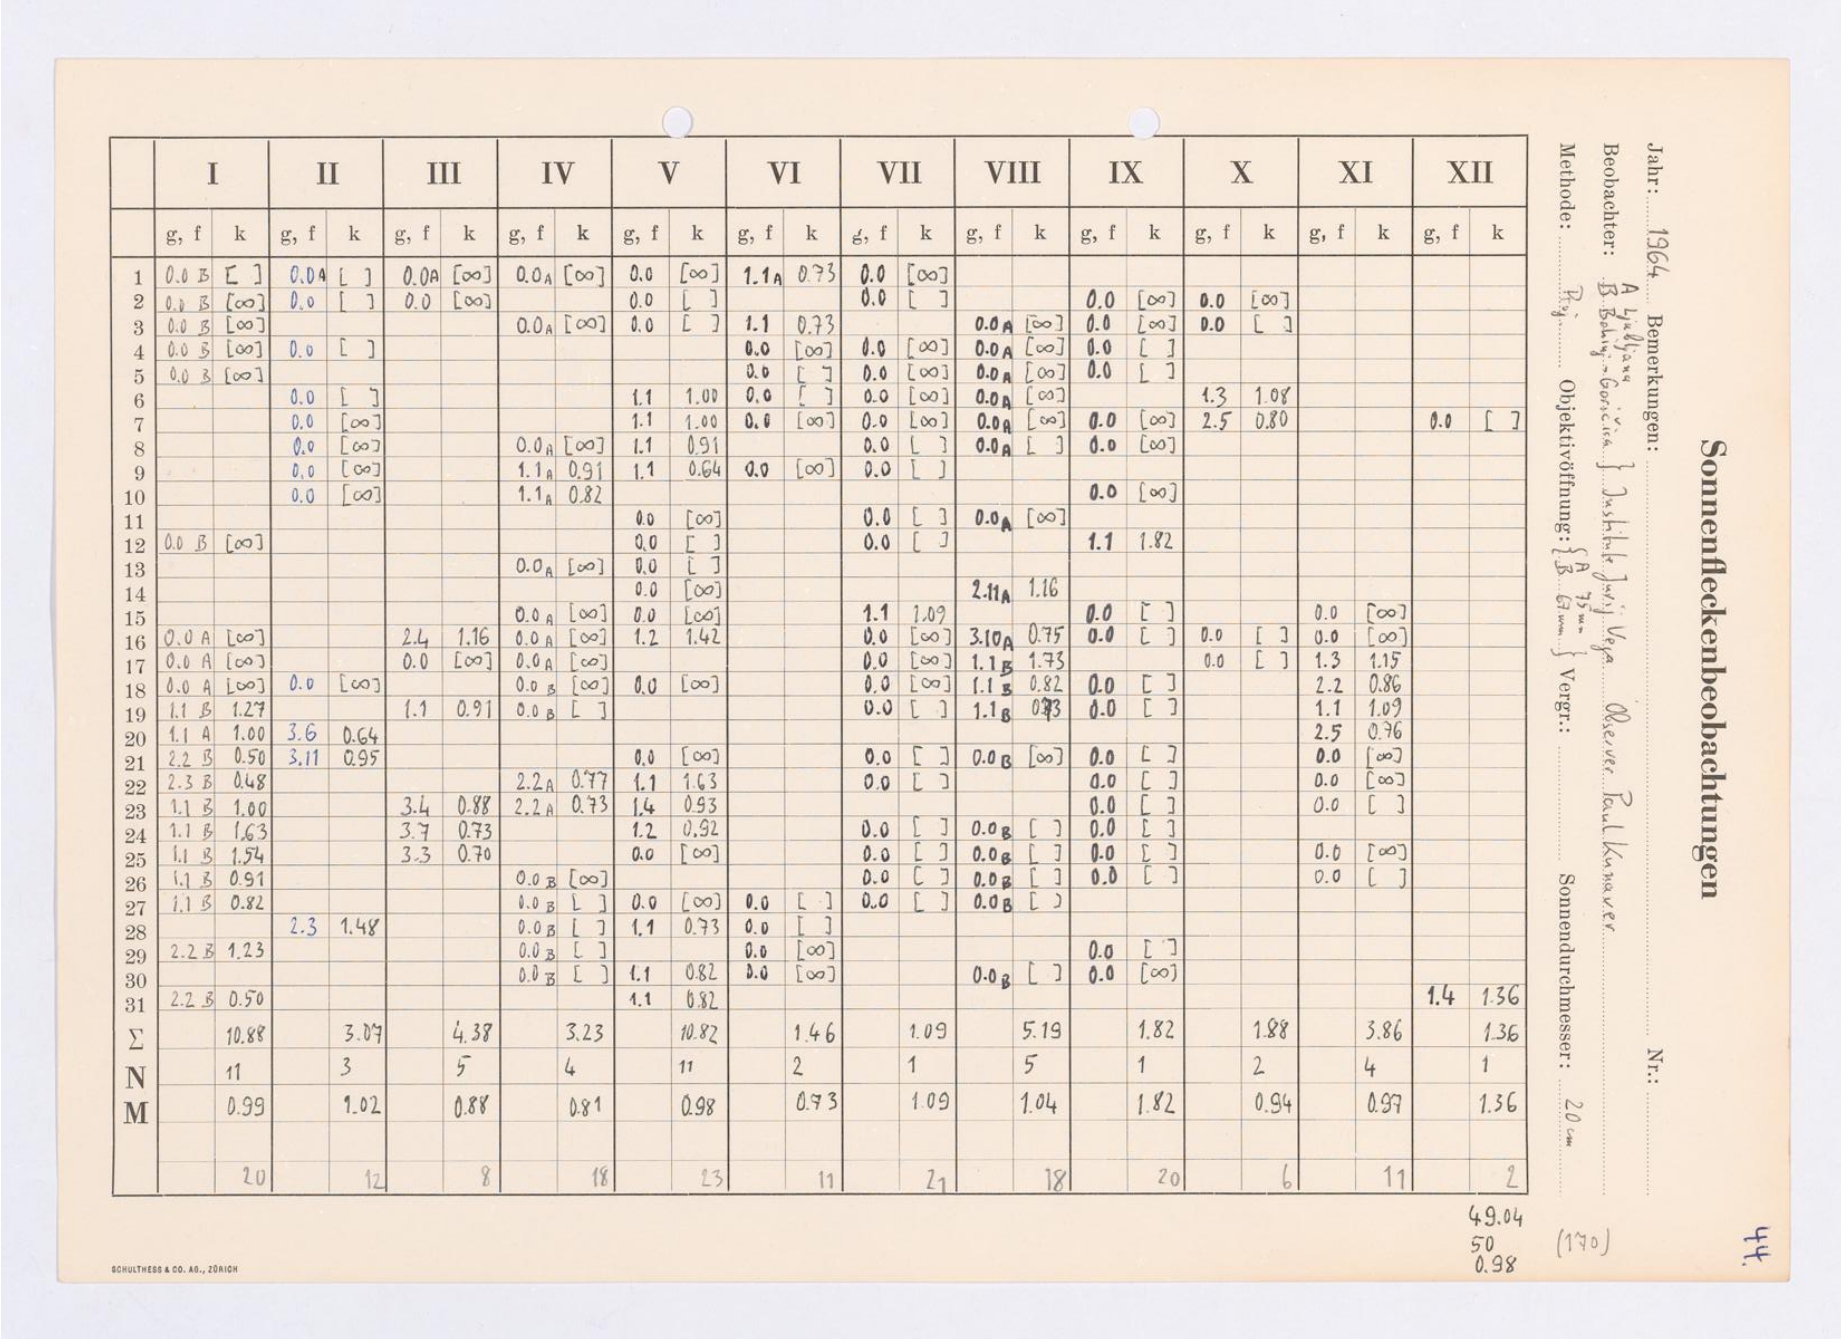 I II III IV V VI VII VIII IX X XI XII
g, f k g, f k g, f k g, f k g, f k g, f k g, f k g, f k g, f k g, f k g, f k g, f k
1 0.0 B [ ] 0.0A [ ] 0.0A [∞] 0.0A [∞] 0.0 [∞] 1.1A 0.73 0.0 [∞]
2 0.0 B [∞] 0.0 [ ] 0.0 [∞] 0.0 [ ] 0.0 [ ] 0.0 [∞] 0.0 [∞]
3 0.0 B [∞] 0.0A [∞] 0.0 [ ] 1.1 0.73 0.0A [∞] 0.0 [∞] 0.0 [ ]
4 0.0 B [∞] 0.0 [ ] 0.0 [∞] 0.0 [∞] 0.0A [∞] 0.0 [ ]
5 0.0 B [∞] 0.0 [ ] 0.0 [∞] 0.0A [∞] 0.0 [ ]
6 0.0 [ ] 1.1 1.00 0.0 [ ] 0.0 [∞] 0.0A [∞] 1.3 1.08
7 0.0 [∞] 1.1 1.00 0.0 [∞] 0.0 [∞] 0.0A [∞] 0.0 [∞] 2.5 0.80 0.0 [ ]
8 0.0 [∞] 0.0A [∞] 1.1 0.91 0.0 [ ] 0.0A [ ] 0.0 [∞]
9 0.0 [∞] 1.1A 0.91 1.1 0.64 0.0 [∞] 0.0 [ ]
10 0.0 [∞] 1.1A 0.82 0.0 [∞]
11 0.0 [∞] 0.0 [ ] 0.0A [∞]
12 0.0 B [∞] 0.0 [ ] 0.0 [ ] 1.1 1.82
13 0.0A [∞] 0.0 [ ]
14 0.0 [∞] 2.11A 1.16
15 0.0A [∞] 0.0 [∞] 1.1 1.09 0.0 [ ] 0.0 [∞]
16 0.0 A [∞] 2.4 1.16 0.0A [∞] 1.2 1.42 0.0 [∞] 3.10A 0.75 0.0 [ ] 0.0 [ ] 0.0 [∞]
17 0.0 A [∞] 0.0 [∞] 0.0A [∞] 0.0 [∞] 1.1B 1.73 0.0 [ ] 1.3 1.15
18 0.0 A [∞] 0.0 [∞] 0.0 B [∞] 0.0 [∞] 0.0 [∞] 1.1 B 0.82 0.0 [ ] 2.2 0.86
19 1.1 B 1.27 1.1 0.91 0.0 B [ ] 0.0 [ ] 1.1B 0.73 0.0 [ ] 1.1 1.09
20 1.1 A 1.00 3.6 0.64 2.5 0.76
21 2.2 B 0.50 3.11 0.95 0.0 [∞] 0.0 [ ] 0.0B [∞] 0.0 [ ] 0.0 [∞]
22 2.3 B 0.48 2.2A 0.77 1.1 1.63 0.0 [ ] 0.0 [ ] 0.0 [∞]
23 1.1 B 1.00 3.4 0.88 2.2A 0.73 1.4 0.93 0.0 [ ] 0.0 [ ]
24 1.1 B 1.63 3.7 0.73 1.2 0.92 0.0 [ ] 0.0B [ ] 0.0 [ ]
25 1.1 B 1.54 3.3 0.70 0.0 [∞] 0.0 [ ] 0.0B [ ] 0.0 [ ] 0.0 [∞]
26 1.1 B 0.91 0.0B [∞] 0.0 [ ] 0.0B [ ] 0.0 [ ] 0.0 [ ]
27 1.1 B 0.82 0.0B [ ] 0.0 [∞] 0.0 [ ] 0.0 [ ] 0.0B [ ]
28 2.3 1.48 0.0B [ ] 1.1 0.73 0.0 [ ]
29 2.2 B 1.23 0.0B [ ] 0.0 [∞] 0.0 [ ]
30 0.0B [ ] 1.1 0.82 0.0 [∞] 0.0B [ ] 0.0 [∞]
31 2.2 B 0.50 1.1 0.82 1.4 1.36
Σ 10.88 3.07 4.38 3.23 10.82 1.46 1.09 5.19 1.82 1.88 3.86 1.36
N 11 3 5 4 11 2 1 5 1 2 4 1
M 0.99 1.02 0.88 0.81 0.98 0.73 1.09 1.04 1.82 0.94 0.97 1.36
20 12 8 18 23 11 21 18 20 6 11 2
49.04
50
0.98
(170)
SCHULTHESS & CO. AG., ZÜRICH
Sonnenfleckenbeobachtungen
Jahr: 1964 Bemerkungen: Nr.:
A Ljubljana
Beobachter: B Institute Jurij Vega Observer Paul Kunaver
Methode: Proj. Objektivöffnung: { A 75mm B 67mm } Vergr.: Sonnendurchmesser: 20 cm
44.